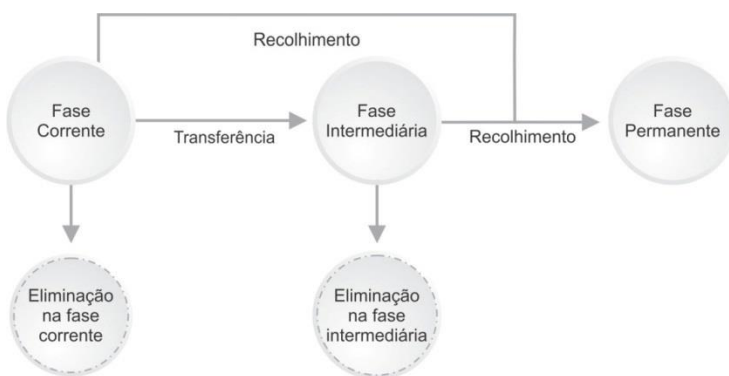 Recolhimento
Fase
Corrente
Transferência
Fase
Intermediária
Recolhimento
Fase
Permanente
Eliminação
na fase
corrente
Eliminação
na fase
intermediária